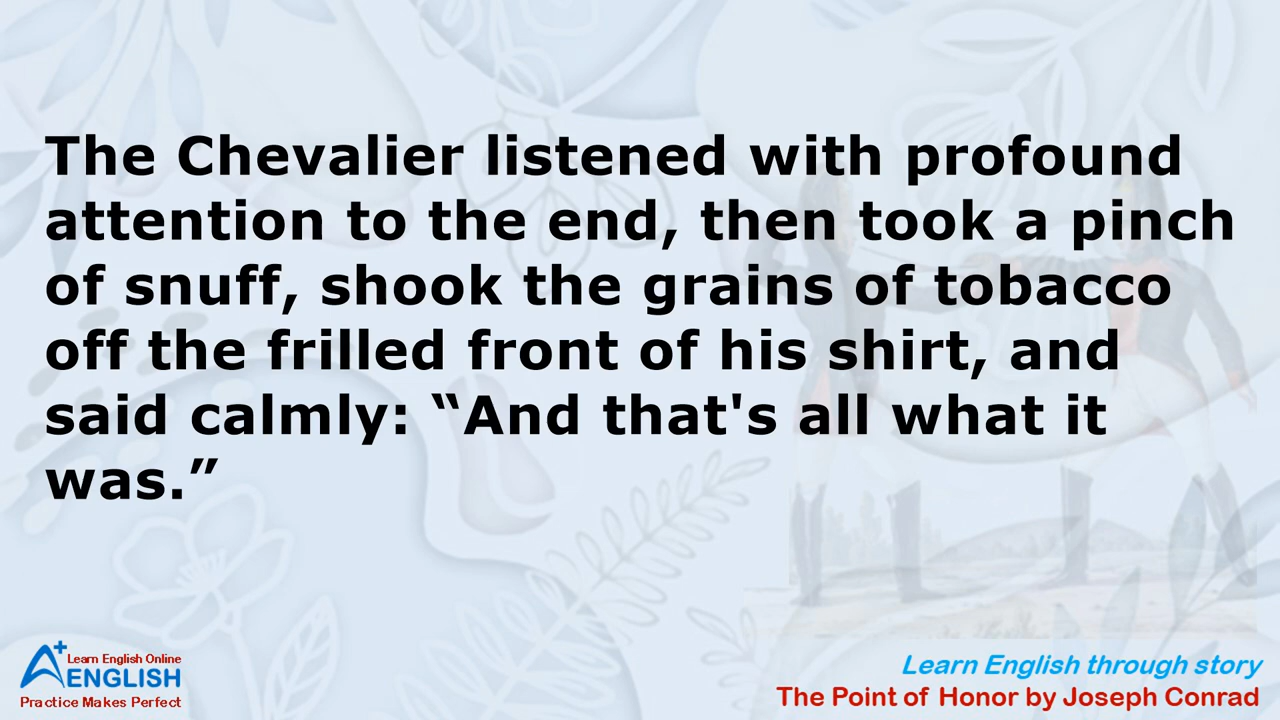 The Chevalier listened with profound
attention to the end, then took a pinch
of snuff, shook the grains of tobacco
off the frilled front of his shirt, and
said calmly: “And that's all what it
was.”
A+ Learn English Online
ENGLISH
Practice Makes Perfect
Learn English through story
The Point of Honor by Joseph Conrad